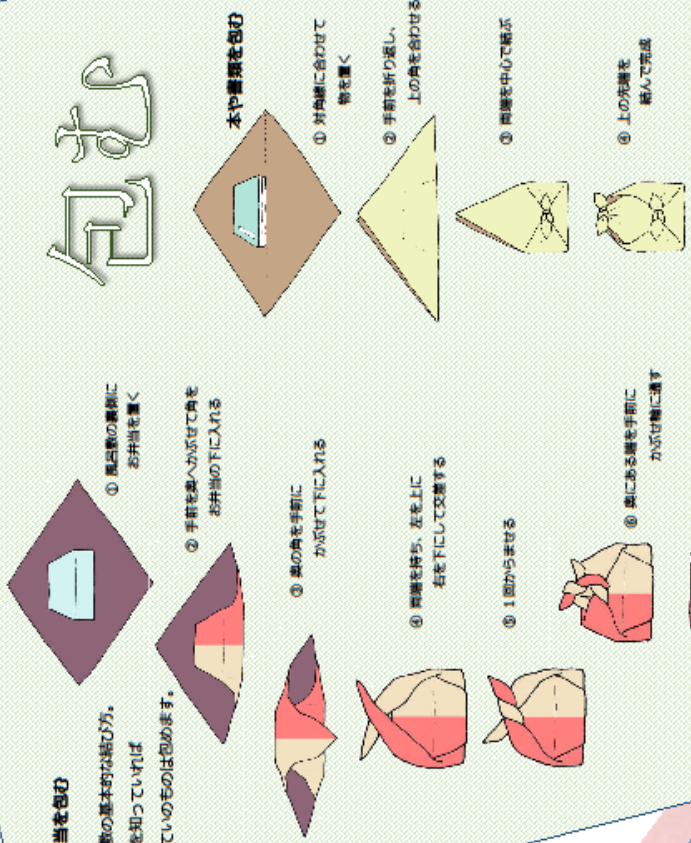 包む
当を包む
敷の基本的な結び方。
を知っていれば
ていのものは包めます。
① 風呂敷の裏側に
お弁当を置く
② 手前を奥へかぶせて角を
お弁当の下に入れる
③ 奥の角を手前に
かぶせて下に入れる
④ 両端を持ち、左を上に
右を下にして交差する
⑤ 1回からませる
⑥ 奥にある端を手前に
かぶせ輪に通す
本や書類を包む
① 対角線に合わせて
物を置く
② 手前を折り返し、
上の角を合わせる
③ 両端を中心で結ぶ
④ 上の先端を
結んで完成